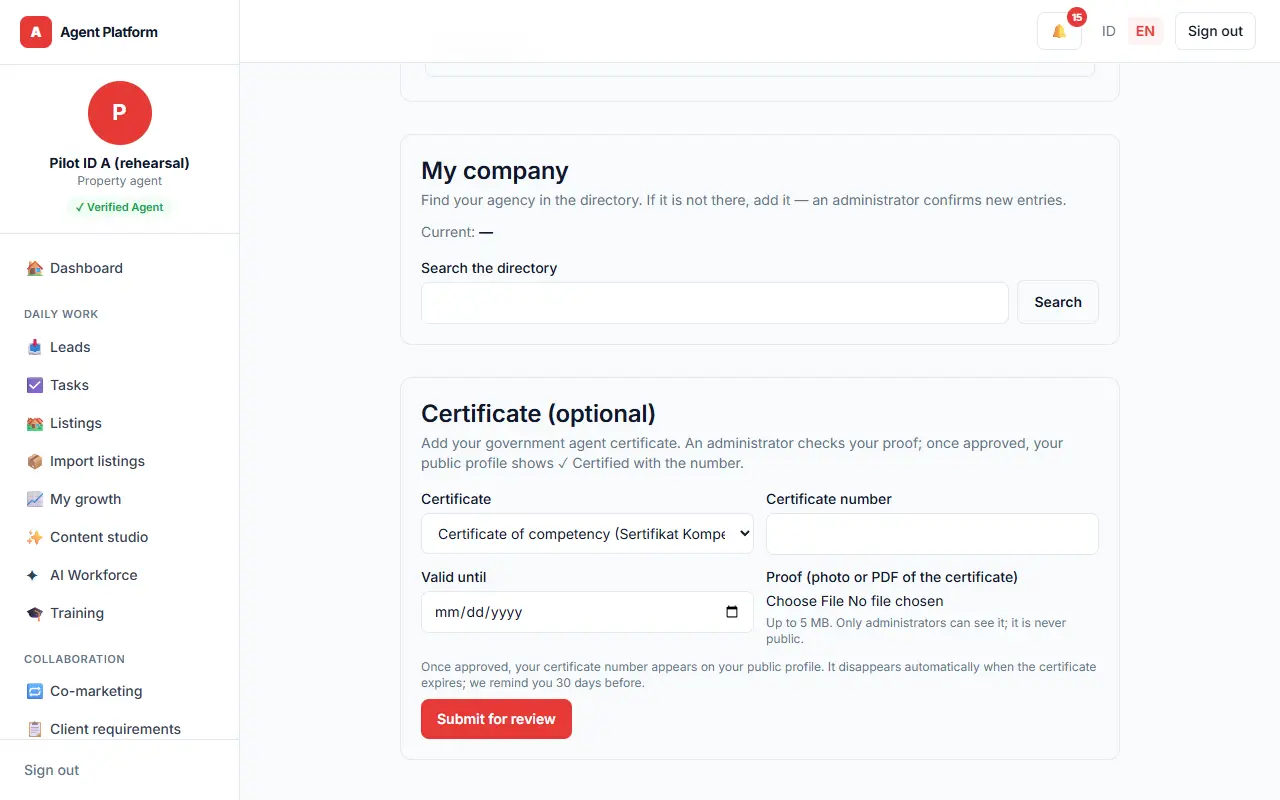 A Agent Platform
15
ID
EN
Sign out
P
Pilot ID A (rehearsal)
Property agent
✓ Verified Agent
Dashboard
DAILY WORK
Leads
Tasks
Listings
Import listings
My growth
Content studio
AI Workforce
Training
COLLABORATION
Co-marketing
Client requirements
Sign out
My company
Find your agency in the directory. If it is not there, add it — an administrator confirms new entries.
Current: —
Search the directory
Search
Certificate (optional)
Add your government agent certificate. An administrator checks your proof; once approved, your
public profile shows ✓ Certified with the number.
Certificate
Certificate number
Certificate of competency (Sertifikat Kompe
Valid until
Proof (photo or PDF of the certificate)
mm/dd/yyyy
Choose File No file chosen
Up to 5 MB. Only administrators can see it; it is never
public.
Once approved, your certificate number appears on your public profile. It disappears automatically when the certificate
expires; we remind you 30 days before.
Submit for review